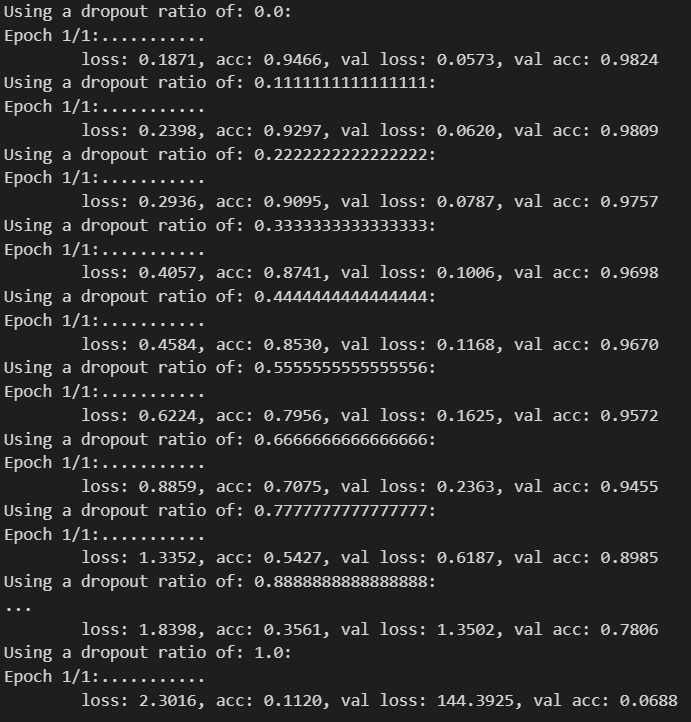 Using a dropout ratio of: 0.0:
Epoch 1/1:...........
loss: 0.1871, acc: 0.9466, val loss: 0.0573, val acc: 0.9824
Using a dropout ratio of: 0.1111111111111111:
Epoch 1/1:...........
loss: 0.2398, acc: 0.9297, val loss: 0.0620, val acc: 0.9809
Using a dropout ratio of: 0.2222222222222222:
Epoch 1/1:...........
loss: 0.2936, acc: 0.9095, val loss: 0.0787, val acc: 0.9757
Using a dropout ratio of: 0.3333333333333333:
Epoch 1/1:...........
loss: 0.4057, acc: 0.8741, val loss: 0.1006, val acc: 0.9698
Using a dropout ratio of: 0.4444444444444444:
Epoch 1/1:...........
loss: 0.4584, acc: 0.8530, val loss: 0.1168, val acc: 0.9670
Using a dropout ratio of: 0.5555555555555556:
Epoch 1/1:...........
loss: 0.6224, acc: 0.7956, val loss: 0.1625, val acc: 0.9572
Using a dropout ratio of: 0.6666666666666666:
Epoch 1/1:...........
loss: 0.8859, acc: 0.7075, val loss: 0.2363, val acc: 0.9455
Using a dropout ratio of: 0.7777777777777777:
Epoch 1/1:...........
loss: 1.3352, acc: 0.5427, val loss: 0.6187, val acc: 0.8985
Using a dropout ratio of: 0.8888888888888888:
...
loss: 1.8398, acc: 0.3561, val loss: 1.3502, val acc: 0.7806
Using a dropout ratio of: 1.0:
Epoch 1/1:...........
loss: 2.3016, acc: 0.1120, val loss: 144.3925, val acc: 0.0688